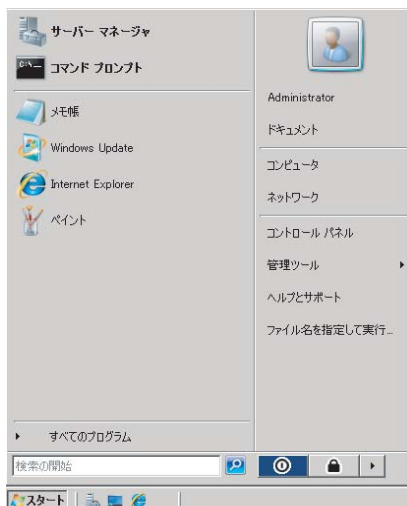 サーバー マネージャ
コマンド プロンプト
メモ帳
Windows Update
Internet Explorer
ペイント
すべてのプログラム
検索の開始
スタート
Administrator
ドキュメント
コンピュータ
ネットワーク
コントロール パネル
管理ツール
ヘルプとサポート
ファイル名を指定して実行...